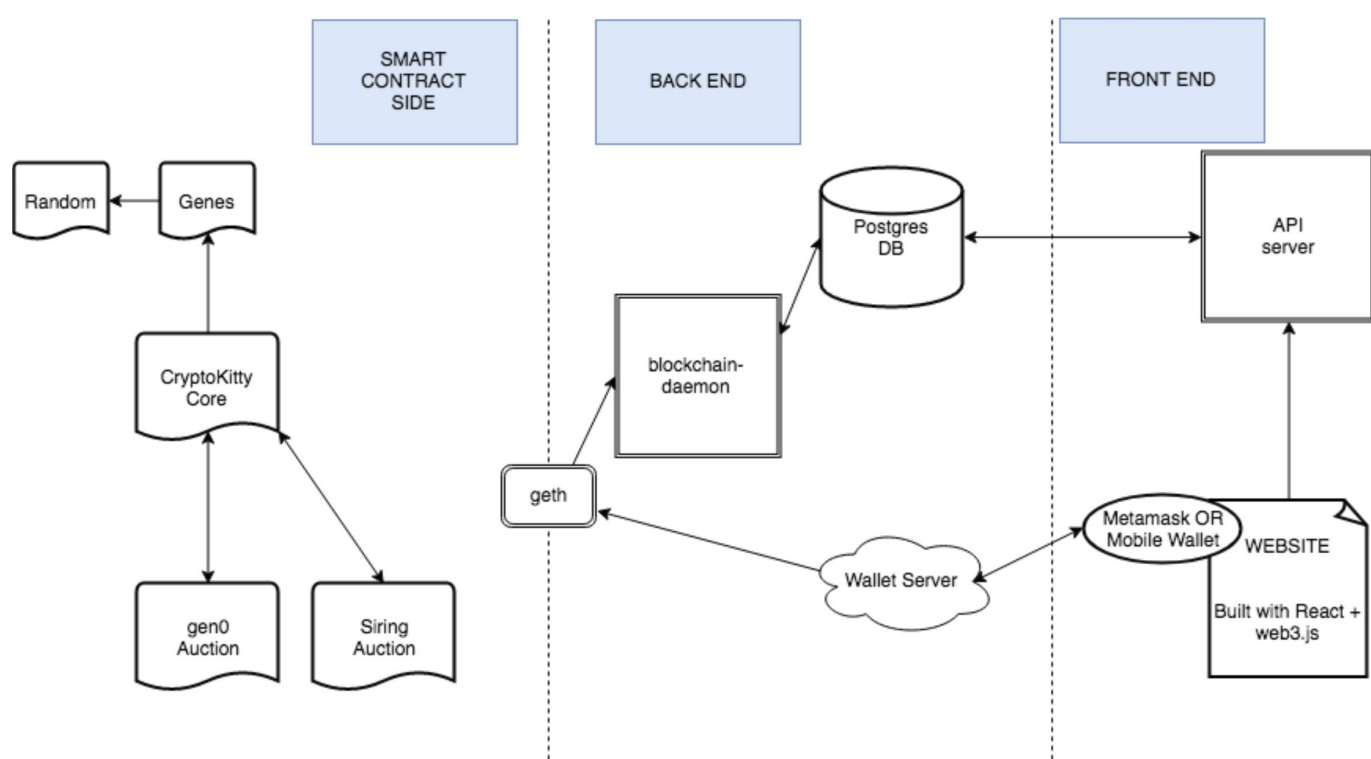 SMART
CONTRACT
SIDE
BACK END
FRONT END
Random
Genes
Postgres
DB
API
server
CryptoKitty
Core
blockchain-
daemon
geth
Metamask OR
Mobile Wallet
WEBSITE
Wallet Server
Built with React +
web3.js
gen0
Auction
Siring
Auction